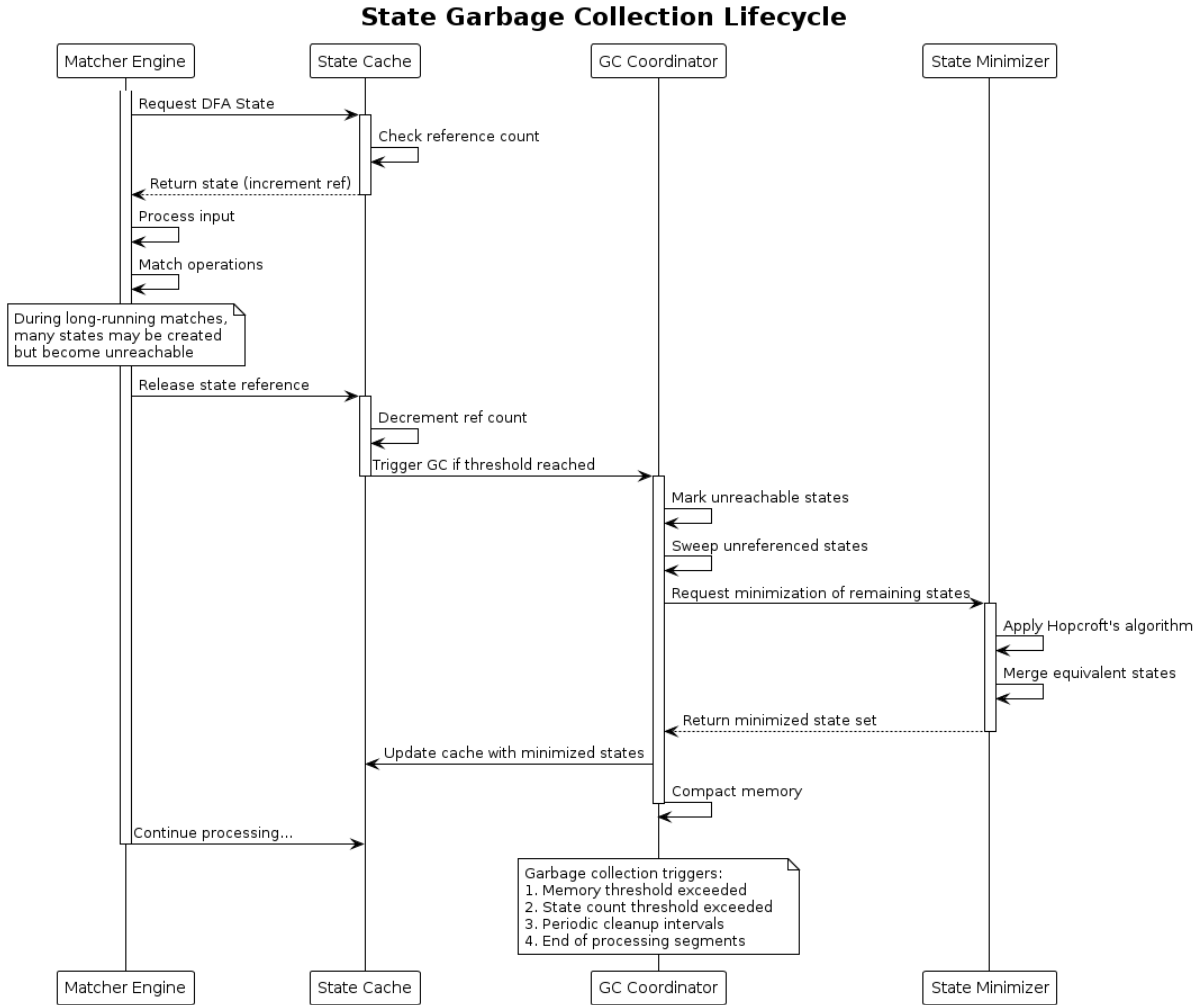 State Garbage Collection Lifecycle
Matcher Engine
State Cache
GC Coordinator
State Minimizer
Request DFA State
Check reference count
Return state (increment ref)
Process input
Match operations
During long-running matches,
many states may be created
but become unreachable
Release state reference
Decrement ref count
Trigger GC if threshold reached
Mark unreachable states
Sweep unreferenced states
Request minimization of remaining states
Apply Hopcroft's algorithm
Merge equivalent states
Return minimized state set
Update cache with minimized states
Compact memory
Continue processing...
Garbage collection triggers:
1. Memory threshold exceeded
2. State count threshold exceeded
3. Periodic cleanup intervals
4. End of processing segments
Matcher Engine
State Cache
GC Coordinator
State Minimizer